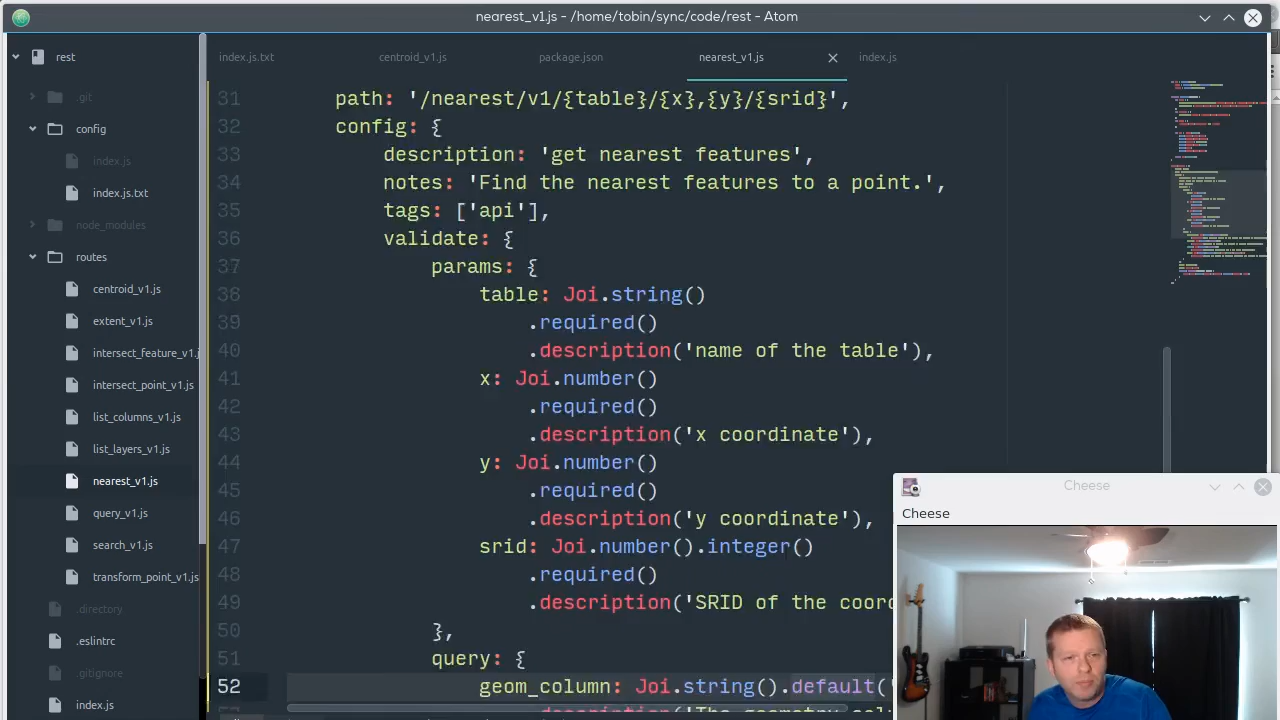 nearest_v1.js - /home/tobin/sync/code/rest - Atom
rest
.git
config
index.js
index.js.txt
node_modules
routes
centroid_v1.js
extent_v1.js
intersect_feature_v1.j
intersect_point_v1.js
list_columns_v1.js
list_layers_v1.js
nearest_v1.js
query_v1.js
search_v1.js
transform_point_v1.js
.directory
.eslintrc
.gitignore
index.js
index.js.txt centroid_v1.js package.json nearest_v1.js index.js
31 path: '/nearest/v1/{table}/{x},{y}/{srid}',
32 config: {
33 description: 'get nearest features',
34 notes: 'Find the nearest features to a point.',
35 tags: ['api'],
36 validate: {
37 params: {
38 table: Joi.string()
39 .required()
40 .description('name of the table'),
41 x: Joi.number()
42 .required()
43 .description('x coordinate'),
44 y: Joi.number()
45 .required()
46 .description('y coordinate'),
47 srid: Joi.number().integer()
48 .required()
49 .description('SRID of the coor
50 },
51 query: {
52 geom_column: Joi.string().default('
Cheese
Cheese